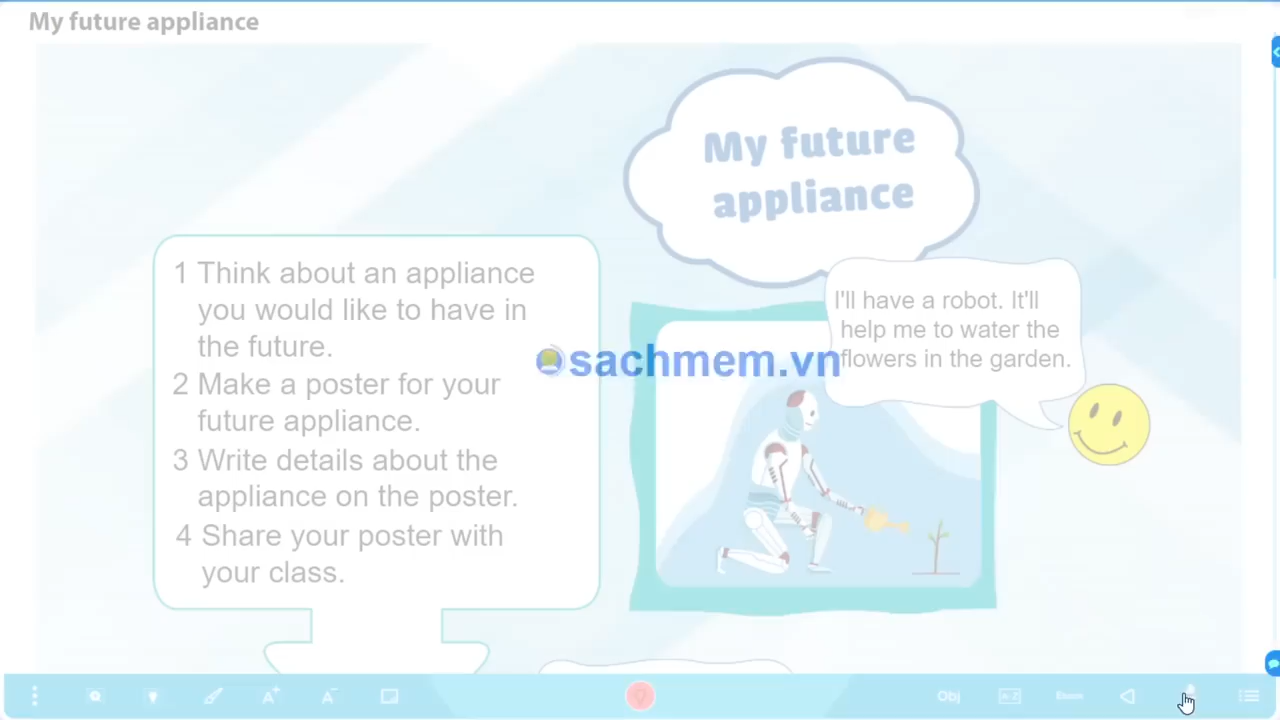 My future appliance
My future
appliance
1 Think about an appliance
you would like to have in
the future.
2 Make a poster for your
future appliance.
3 Write details about the
appliance on the poster.
4 Share your poster with
your class.
I'll have a robot. It'll
help me to water the
flowers in the garden.
sachmem.vn
A+
A-
Obj